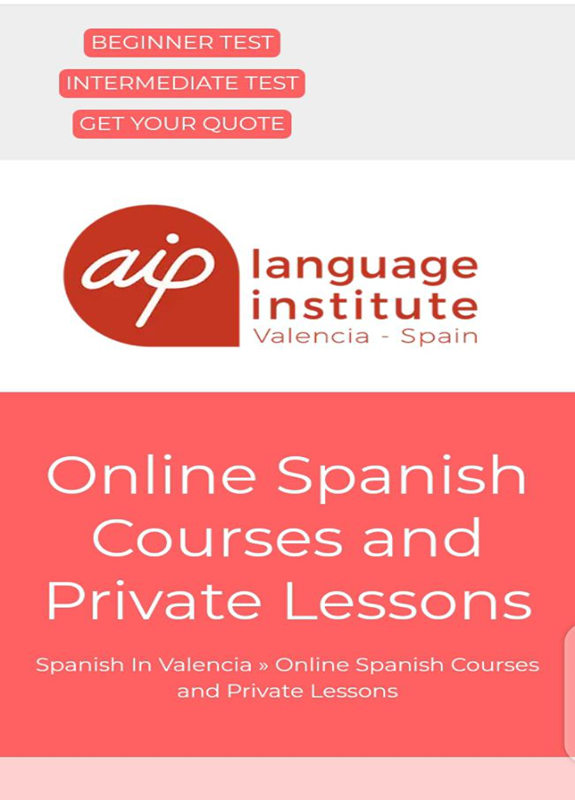 BEGINNER TEST
INTERMEDIATE TEST
GET YOUR QUOTE
aip
language
institute
Valencia - Spain
Online Spanish
Courses and
Private Lessons
Spanish In Valencia » Online Spanish Courses
and Private Lessons